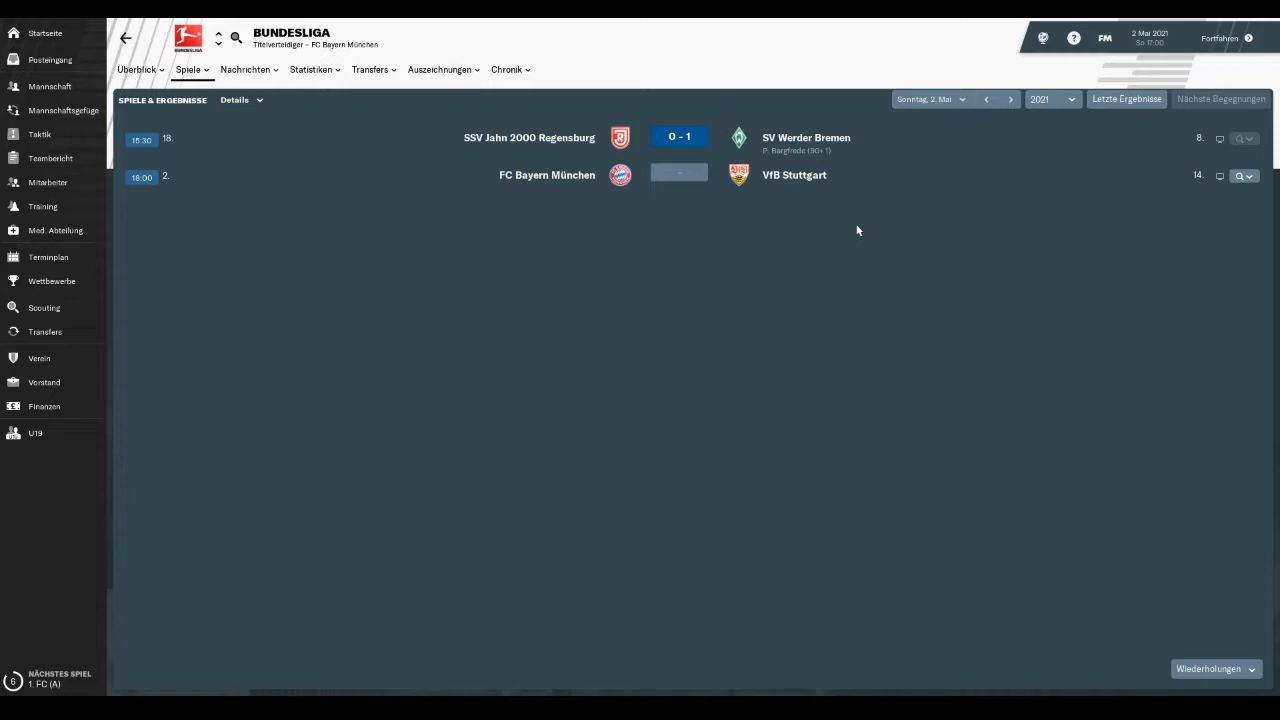 Startseite
Posteingang
Mannschaft
Mannschaftsgefüge
Taktik
Teambericht
Mitarbeiter
Training
Med. Abteilung
Terminplan
Wettbewerbe
Scouting
Transfers
Verein
Vorstand
Finanzen
U19
U19
6
NÄCHSTES SPIEL
1. FC (A)
BUNDESLIGA
BUNDESLIGA
Titelverteidiger – FC Bayern München
? FM
2 Mai 2021
So 17:00
Fortfahren
Überblick Spiele Nachrichten Statistiken Transfers Auszeichnungen Chronik
SPIELE & ERGEBNISSE Details Sonntag, 2. Mai 2021 Letzte Ergebnisse Nächste Begegnungen
15:30 18. SSV Jahn 2000 Regensburg 0 - 1 SV Werder Bremen 8.
P. Bargfrede (90+ 1)
18:00 2. FC Bayern München - VfB Stuttgart 14.
Wiederholungen